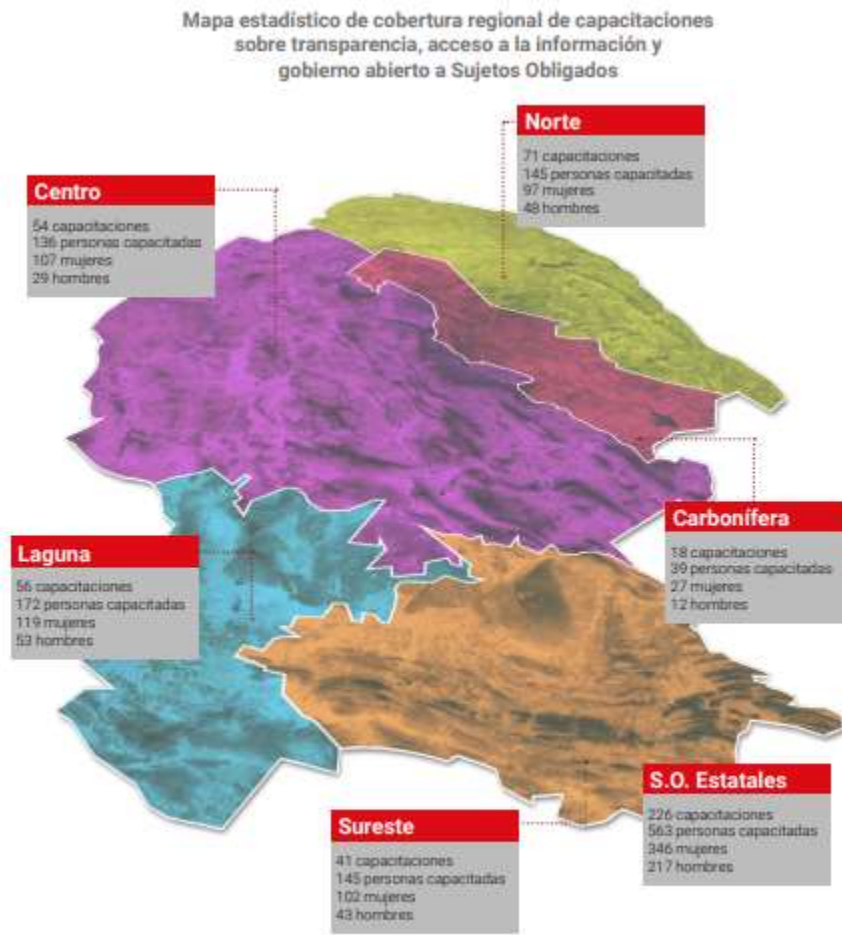 Mapa estadístico de cobertura regional de capacitaciones
sobre transparencia, acceso a la información y
gobierno abierto a Sujetos Obligados
Norte
71 capacitaciones
145 personas capacitadas
97 mujeres
48 hombres
Centro
54 capacitaciones
136 personas capacitadas
107 mujeres
29 hombres
Carbonífera
18 capacitaciones
39 personas capacitadas
27 mujeres
12 hombres
Laguna
56 capacitaciones
172 personas capacitadas
119 mujeres
53 hombres
S.O. Estatales
226 capacitaciones
563 personas capacitadas
346 mujeres
217 hombres
Sureste
41 capacitaciones
145 personas capacitadas
102 mujeres
43 hombres